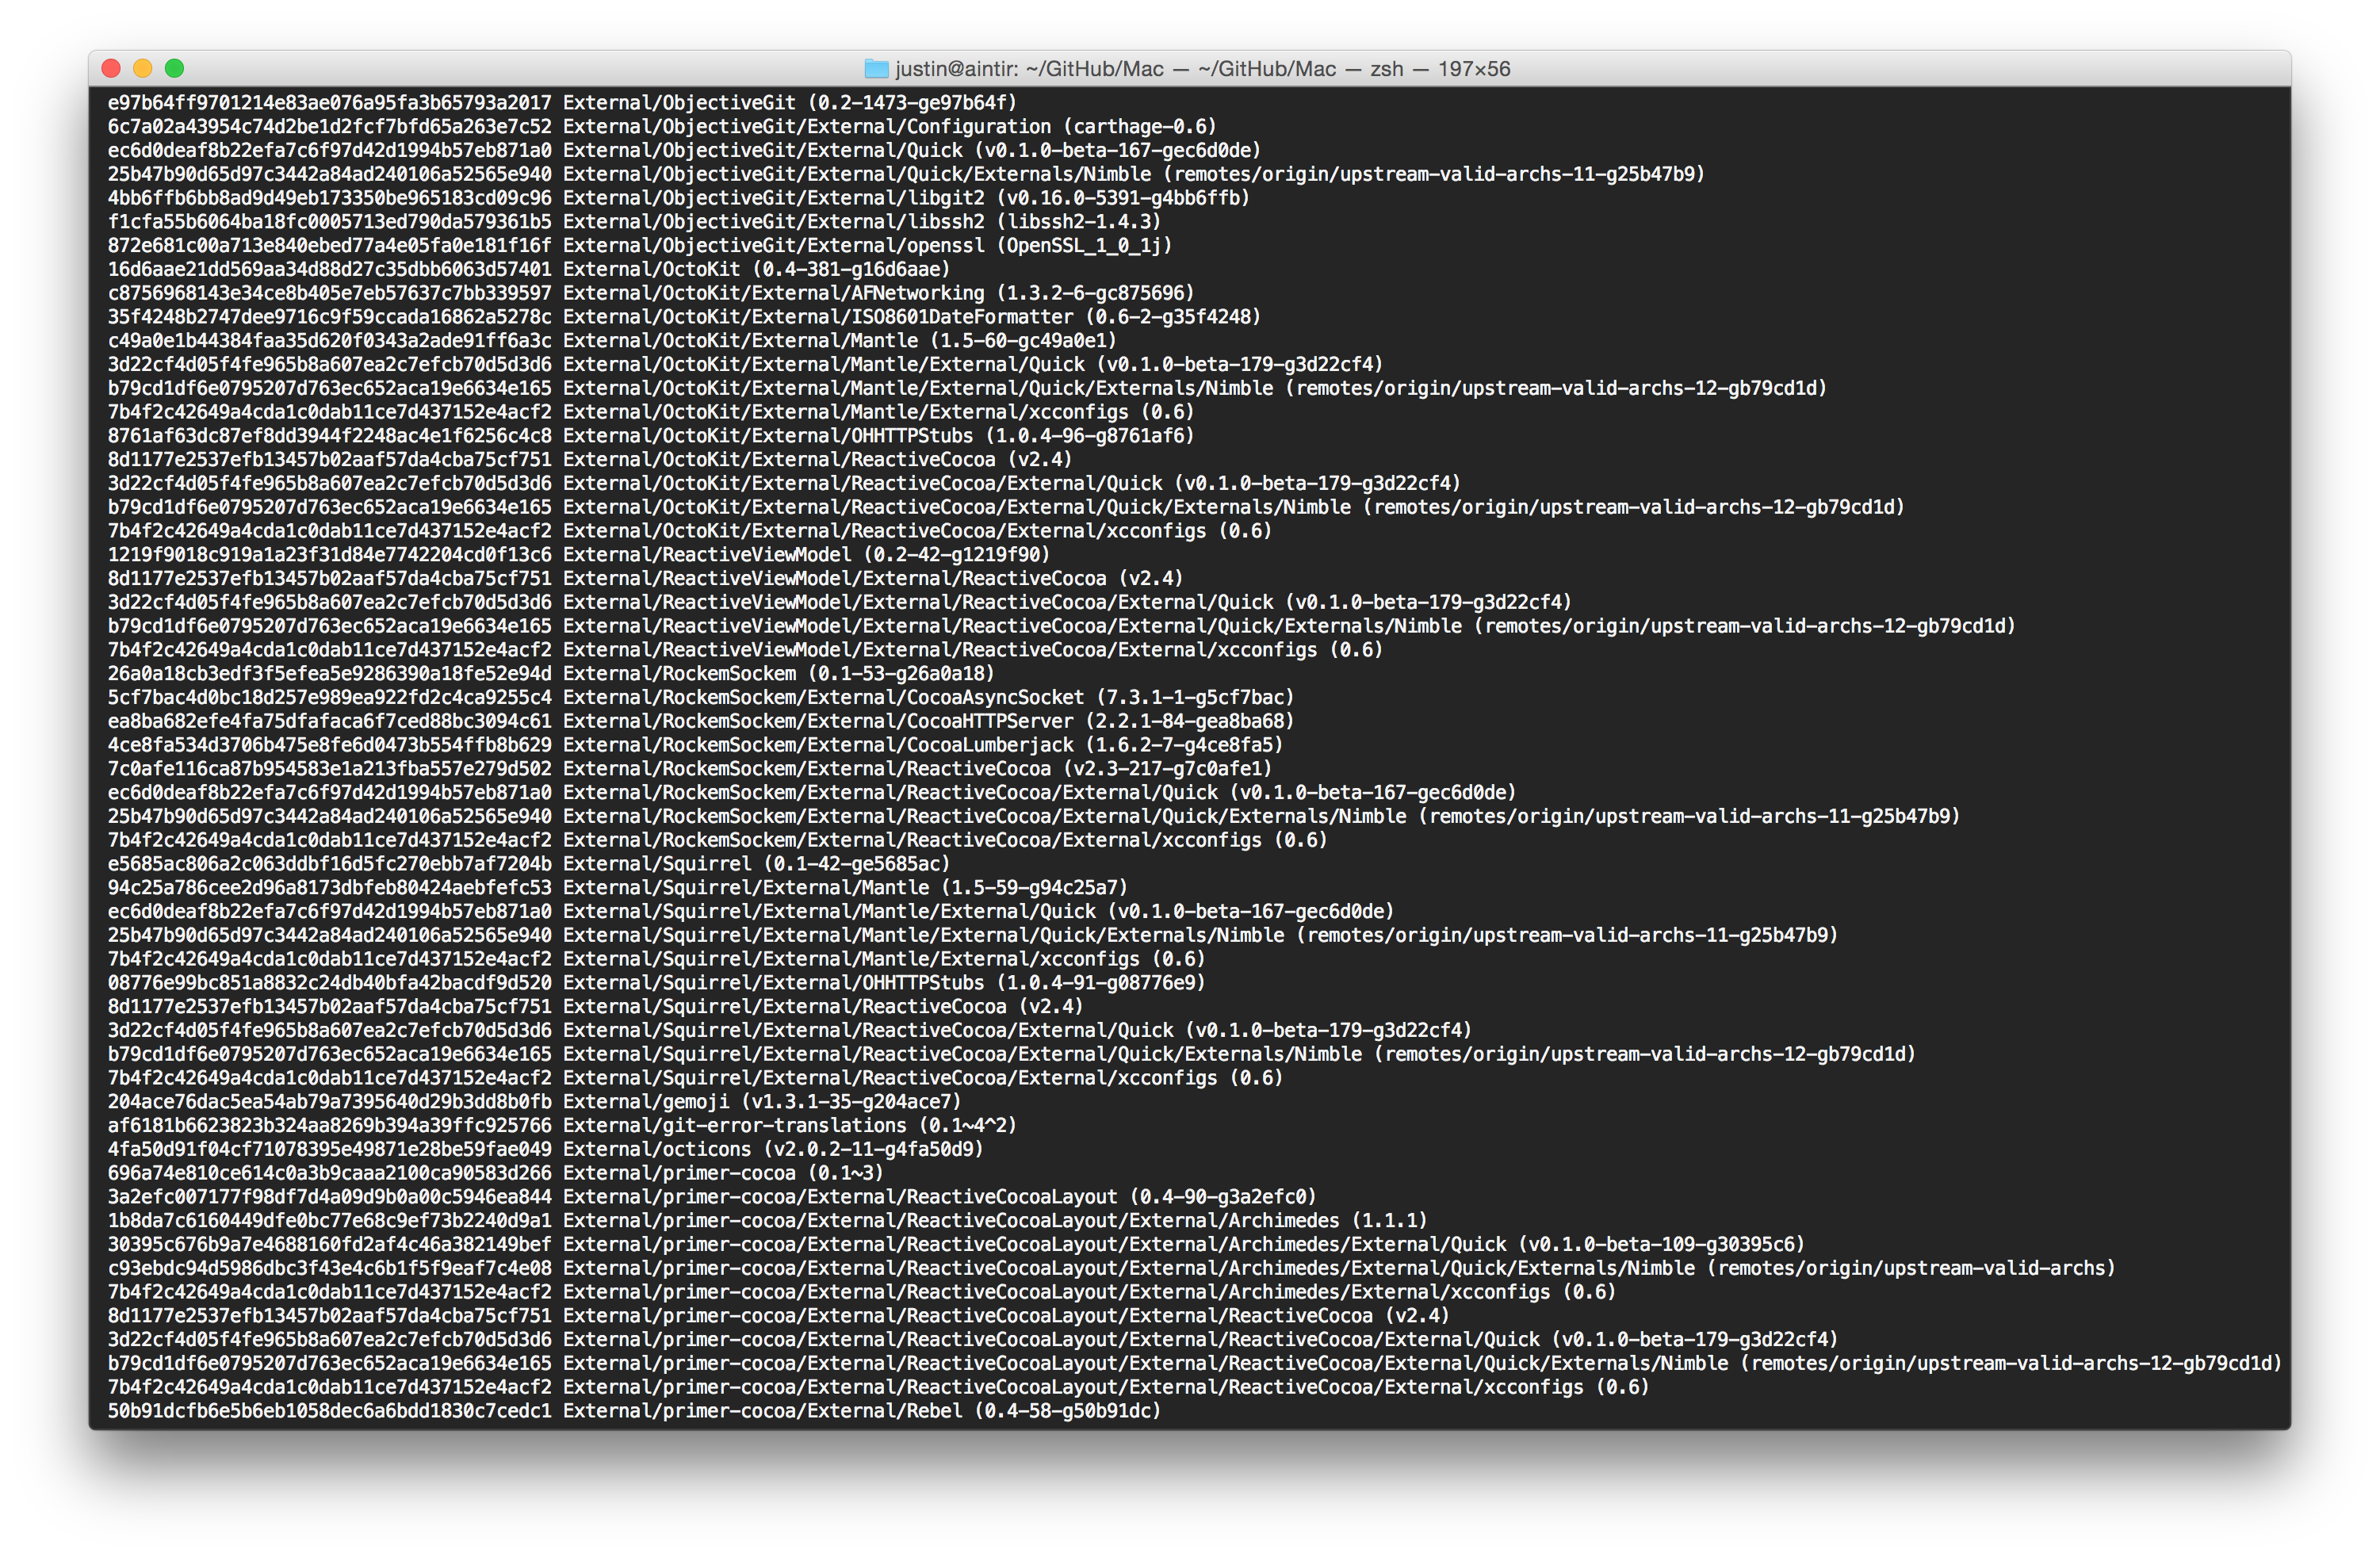 justin@aintir: ~/GitHub/Mac — ~/GitHub/Mac — zsh — 197×56
e97b64ff9701214e83ae076a95fa3b65793a2017 External/ObjectiveGit (0.2-1473-ge97b64f)
6c7a02a43954c74d2be1d2fcf7bfd65a263e7c52 External/ObjectiveGit/External/Configuration (carthage-0.6)
ec6d0deaf8b22efa7c6f97d42d1994b57eb871a0 External/ObjectiveGit/External/Quick (v0.1.0-beta-167-gec6d0de)
25b47b90d65d97c3442a84ad240106a52565e940 External/ObjectiveGit/External/Quick/Externals/Nimble (remotes/origin/upstream-valid-archs-11-g25b47b9)
4bb6ffb6bb8ad9d49eb173350be965183cd09c96 External/ObjectiveGit/External/libgit2 (v0.16.0-5391-g4bb6ffb)
f1cfa55b6064ba18fc0005713ed790da579361b5 External/ObjectiveGit/External/libssh2 (libssh2-1.4.3)
872e681c00a713e840ebed77a4e05fa0e181f16f External/ObjectiveGit/External/openssl (OpenSSL_1_0_1j)
16d6aae21dd569aa34d88d27c35dbb6063d57401 External/OctoKit (0.4-381-g16d6aae)
c8756968143e34ce8b405e7eb57637c7bb339597 External/OctoKit/External/AFNetworking (1.3.2-6-gc875696)
35f4248b2747dee9716c9f59ccada16862a5278c External/OctoKit/External/ISO8601DateFormatter (0.6-2-g35f4248)
c49a0e1b44384faa35d620f0343a2ade91ff6a3c External/OctoKit/External/Mantle (1.5-60-gc49a0e1)
3d22cf4d05f4fe965b8a607ea2c7efcb70d5d3d6 External/OctoKit/External/Mantle/External/Quick (v0.1.0-beta-179-g3d22cf4)
b79cd1df6e0795207d763ec652aca19e6634e165 External/OctoKit/External/Mantle/External/Quick/Externals/Nimble (remotes/origin/upstream-valid-archs-12-gb79cd1d)
7b4f2c42649a4cda1c0dab11ce7d437152e4acf2 External/OctoKit/External/Mantle/External/xcconfigs (0.6)
8761af63dc87ef8dd3944f2248ac4e1f6256c4c8 External/OctoKit/External/OHHTTPStubs (1.0.4-96-g8761af6)
8d1177e2537efb13457b02aaf57da4cba75cf751 External/OctoKit/External/ReactiveCocoa (v2.4)
3d22cf4d05f4fe965b8a607ea2c7efcb70d5d3d6 External/OctoKit/External/ReactiveCocoa/External/Quick (v0.1.0-beta-179-g3d22cf4)
b79cd1df6e0795207d763ec652aca19e6634e165 External/OctoKit/External/ReactiveCocoa/External/Quick/Externals/Nimble (remotes/origin/upstream-valid-archs-12-gb79cd1d)
7b4f2c42649a4cda1c0dab11ce7d437152e4acf2 External/OctoKit/External/ReactiveCocoa/External/xcconfigs (0.6)
1219f9018c919a1a23f31d84e7742204cd0f13c6 External/ReactiveViewModel (0.2-42-g1219f90)
8d1177e2537efb13457b02aaf57da4cba75cf751 External/ReactiveViewModel/External/ReactiveCocoa (v2.4)
3d22cf4d05f4fe965b8a607ea2c7efcb70d5d3d6 External/ReactiveViewModel/External/ReactiveCocoa/External/Quick (v0.1.0-beta-179-g3d22cf4)
b79cd1df6e0795207d763ec652aca19e6634e165 External/ReactiveViewModel/External/ReactiveCocoa/External/Quick/Externals/Nimble (remotes/origin/upstream-valid-archs-12-gb79cd1d)
7b4f2c42649a4cda1c0dab11ce7d437152e4acf2 External/ReactiveViewModel/External/ReactiveCocoa/External/xcconfigs (0.6)
26a0a18cb3edf3f5efea5e9286390a18fe52e94d External/RockemSockem (0.1-53-g26a0a18)
5cf7bac4d0bc18d257e989ea922fd2c4ca9255c4 External/RockemSockem/External/CocoaAsyncSocket (7.3.1-1-g5cf7bac)
ea8ba682efe4fa75dfafaca6f7ced88bc3094c61 External/RockemSockem/External/CocoaHTTPServer (2.2.1-84-gea8ba68)
4ce8fa534d3706b475e8fe6d0473b554ffb8b629 External/RockemSockem/External/CocoaLumberjack (1.6.2-7-g4ce8fa5)
7c0afe116ca87b954583e1a213fba557e279d502 External/RockemSockem/External/ReactiveCocoa (v2.3-217-g7c0afe1)
ec6d0deaf8b22efa7c6f97d42d1994b57eb871a0 External/RockemSockem/External/ReactiveCocoa/External/Quick (v0.1.0-beta-167-gec6d0de)
25b47b90d65d97c3442a84ad240106a52565e940 External/RockemSockem/External/ReactiveCocoa/External/Quick/Externals/Nimble (remotes/origin/upstream-valid-archs-11-g25b47b9)
7b4f2c42649a4cda1c0dab11ce7d437152e4acf2 External/RockemSockem/External/ReactiveCocoa/External/xcconfigs (0.6)
e5685ac806a2c063ddbf16d5fc270ebb7af7204b External/Squirrel (0.1-42-ge5685ac)
94c25a786cee2d96a8173dbfeb80424aebfefc53 External/Squirrel/External/Mantle (1.5-59-g94c25a7)
ec6d0deaf8b22efa7c6f97d42d1994b57eb871a0 External/Squirrel/External/Mantle/External/Quick (v0.1.0-beta-167-gec6d0de)
25b47b90d65d97c3442a84ad240106a52565e940 External/Squirrel/External/Mantle/External/Quick/Externals/Nimble (remotes/origin/upstream-valid-archs-11-g25b47b9)
7b4f2c42649a4cda1c0dab11ce7d437152e4acf2 External/Squirrel/External/Mantle/External/xcconfigs (0.6)
08776e99bc851a8832c24db40bfa42bacdf9d520 External/Squirrel/External/OHHTTPStubs (1.0.4-91-g08776e9)
8d1177e2537efb13457b02aaf57da4cba75cf751 External/Squirrel/External/ReactiveCocoa (v2.4)
3d22cf4d05f4fe965b8a607ea2c7efcb70d5d3d6 External/Squirrel/External/ReactiveCocoa/External/Quick (v0.1.0-beta-179-g3d22cf4)
b79cd1df6e0795207d763ec652aca19e6634e165 External/Squirrel/External/ReactiveCocoa/External/Quick/Externals/Nimble (remotes/origin/upstream-valid-archs-12-gb79cd1d)
7b4f2c42649a4cda1c0dab11ce7d437152e4acf2 External/Squirrel/External/ReactiveCocoa/External/xcconfigs (0.6)
204ace76dac5ea54ab79a7395640d29b3dd8b0fb External/gemoji (v1.3.1-35-g204ace7)
af6181b6623823b324aa8269b394a39ffc925766 External/git-error-translations (0.1~4^2)
4fa50d91f04cf71078395e49871e28be59fae049 External/octicons (v2.0.2-11-g4fa50d9)
696a74e810ce614c0a3b9caaa2100ca90583d266 External/primer-cocoa (0.1~3)
3a2efc007177f98df7d4a09d9b0a00c5946ea844 External/primer-cocoa/External/ReactiveCocoaLayout (0.4-90-g3a2efc0)
1b8da7c6160449dfe0bc77e68c9ef73b2240d9a1 External/primer-cocoa/External/ReactiveCocoaLayout/External/Archimedes (1.1.1)
30395c676b9a7e4688160fd2af4c46a382149bef External/primer-cocoa/External/ReactiveCocoaLayout/External/Archimedes/External/Quick (v0.1.0-beta-109-g30395c6)
c93ebdc94d5986dbc3f43e4c6b1f5f9eaf7c4e08 External/primer-cocoa/External/ReactiveCocoaLayout/External/Archimedes/External/Quick/Externals/Nimble (remotes/origin/upstream-valid-archs)
7b4f2c42649a4cda1c0dab11ce7d437152e4acf2 External/primer-cocoa/External/ReactiveCocoaLayout/External/Archimedes/External/xcconfigs (0.6)
8d1177e2537efb13457b02aaf57da4cba75cf751 External/primer-cocoa/External/ReactiveCocoaLayout/External/ReactiveCocoa (v2.4)
3d22cf4d05f4fe965b8a607ea2c7efcb70d5d3d6 External/primer-cocoa/External/ReactiveCocoaLayout/External/ReactiveCocoa/External/Quick (v0.1.0-beta-179-g3d22cf4)
b79cd1df6e0795207d763ec652aca19e6634e165 External/primer-cocoa/External/ReactiveCocoaLayout/External/ReactiveCocoa/External/Quick/Externals/Nimble (remotes/origin/upstream-valid-archs-12-gb79cd1d)
7b4f2c42649a4cda1c0dab11ce7d437152e4acf2 External/primer-cocoa/External/ReactiveCocoaLayout/External/ReactiveCocoa/External/xcconfigs (0.6)
50b91dcfb6e5b6eb1058dec6a6bdd1830c7cedc1 External/primer-cocoa/External/Rebel (0.4-58-g50b91dc)